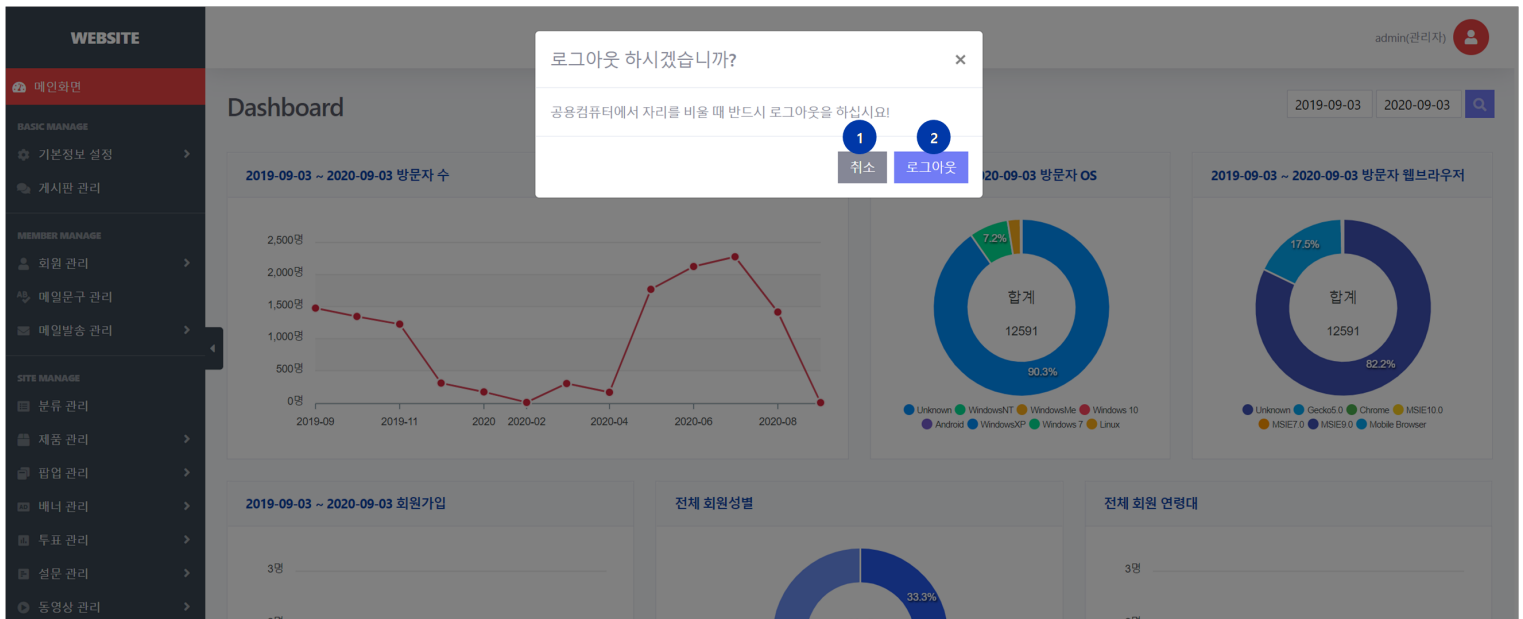 WEBSITE
admin(관리자)
메인화면
BASIC MANAGE
기본정보 설정
게시판 관리
MEMBER MANAGE
회원 관리
메일문구 관리
메일발송 관리
SITE MANAGE
분류 관리
제품 관리
팝업 관리
배너 관리
투표 관리
설문 관리
동영상 관리
로그아웃 하시겠습니까? ×
공용컴퓨터에서 자리를 비울 때 반드시 로그아웃을 하십시요!
1 2
취소 로그아웃
Dashboard
2019-09-03 2020-09-03
2019-09-03 ~ 2020-09-03 방문자 수
2,500명
2,000명
1,500명
1,000명
500명
0명
2019-09 2019-11 2020 2020-02 2020-04 2020-06 2020-08
20-09-03 방문자 OS
7.2%
합계
12591
90.3%
Unknown WindowsNT WindowsMe Windows 10
Android WindowsXP Windows 7 Linux
2019-09-03 ~ 2020-09-03 방문자 웹브라우저
17.5%
합계
12591
82.2%
Unknown Gecko5.0 Chrome MSIE10.0
MSIE7.0 MSIE9.0 Mobile Browser
2019-09-03 ~ 2020-09-03 회원가입
3명
전체 회원성별
33.3%
전체 회원 연령대
3명